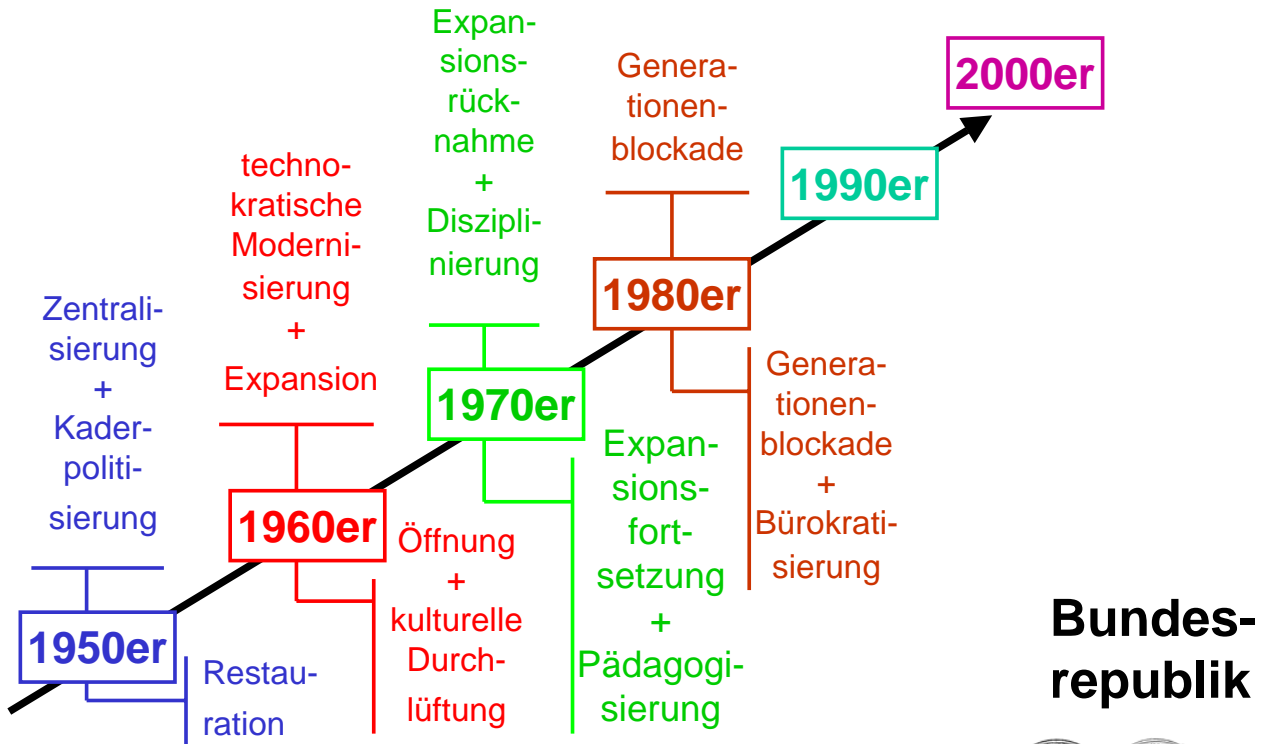 Expan-
sions-
rück-
nahme
+
Diszipli-
nierung
Genera-
tionen-
blockade
2000er
1990er
techno-
kratische
Moderni-
sierung
+
Expansion
1980er
Zentrali-
sierung
+
Kader-
politi-
sierung
1970er
Genera-
tionen-
blockade
+
Bürokrati-
sierung
1960er
Expan-
sions-
fort-
setzung
+
Pädagogi-
sierung
Öffnung
+
kulturelle
Durch-
lüftung
1950er
Restau-
ration
Bundes-
republik